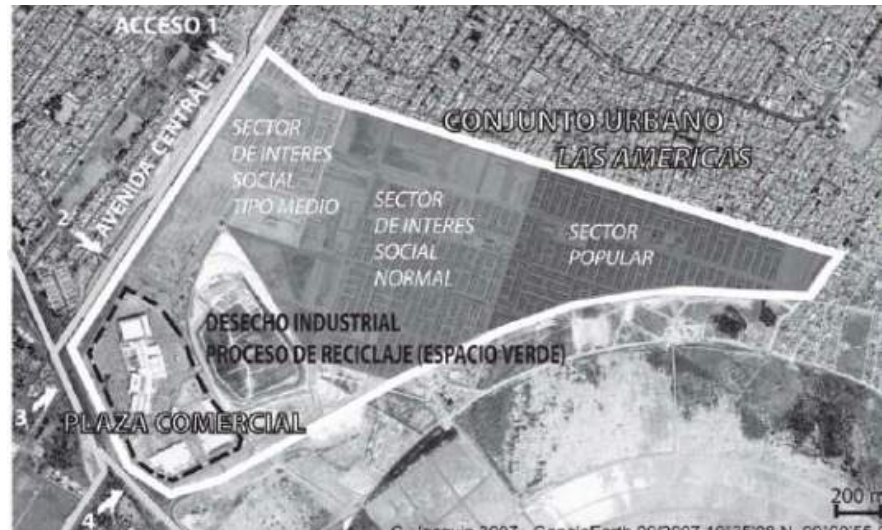 ACCESO 1
AVENIDA CENTRAL
2
CONJUNTO URBANO
LAS AMERICAS
SECTOR
DE INTERES
SOCIAL
TIPO MEDIO
SECTOR
DE INTERES
SOCIAL
NORMAL
SECTOR
POPULAR
DESECHO INDUSTRIAL
PROCESO DE RECICLAJE (ESPACIO VERDE)
PLAZA COMERCIAL
3
4
200 m